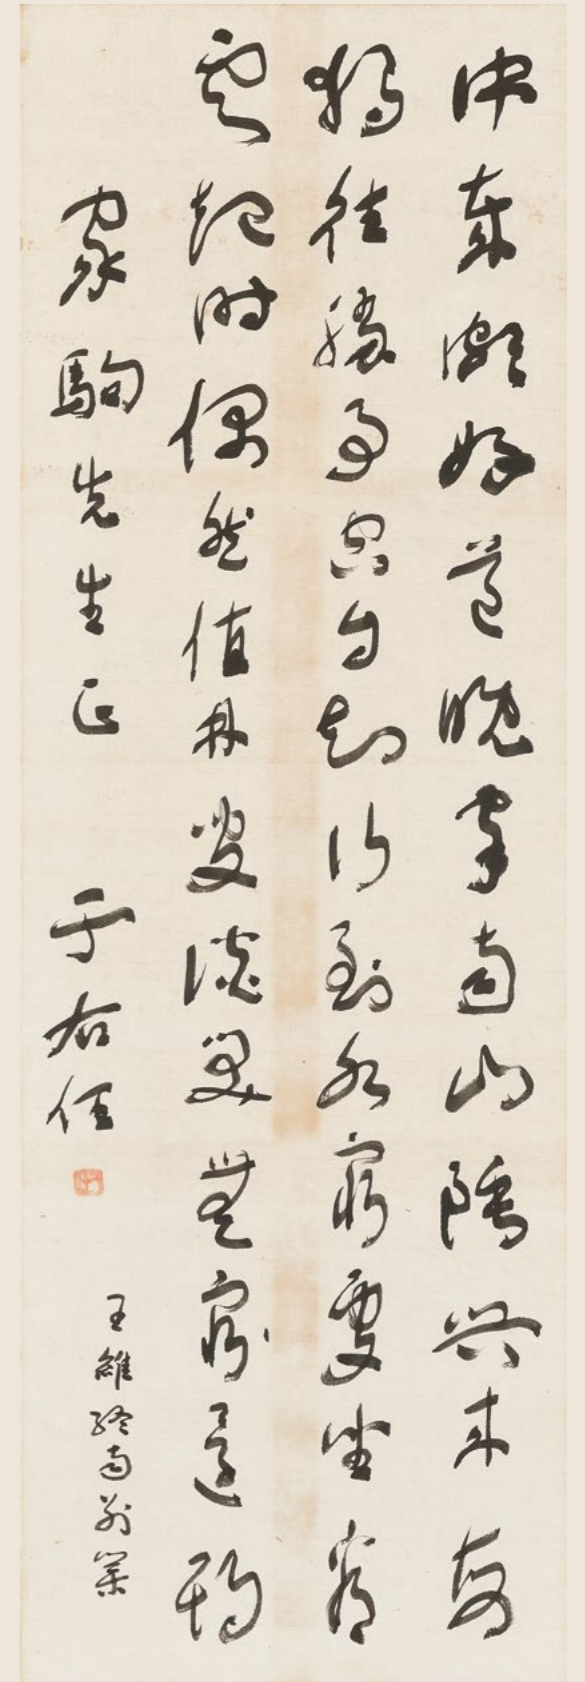 中歲頗好道晚家南山陲興來每
獨往勝事空自知行到水窮處坐看
雲起時偶然值林叟談笑無窮還期
家駒先生正
于右任
王維終南別業